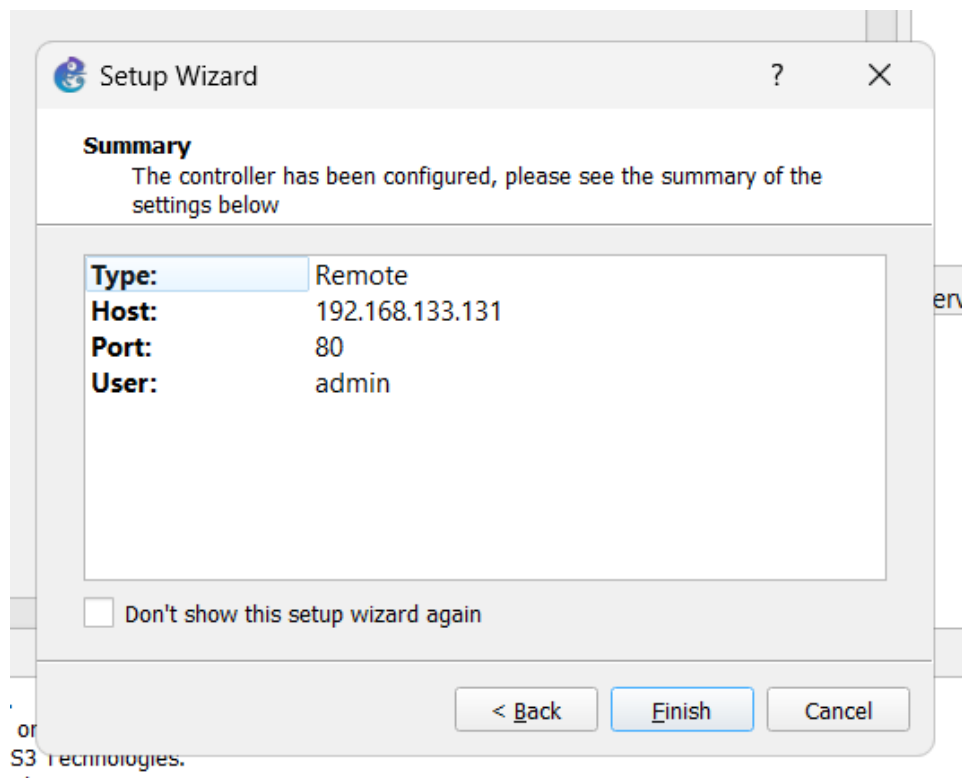 Setup Wizard
?
Summary
The controller has been configured, please see the summary of the
settings below
Type: Remote
Host: 192.168.133.131
Port: 80
User: admin
Don't show this setup wizard again
< Back Finish Cancel
S3 Technologies.